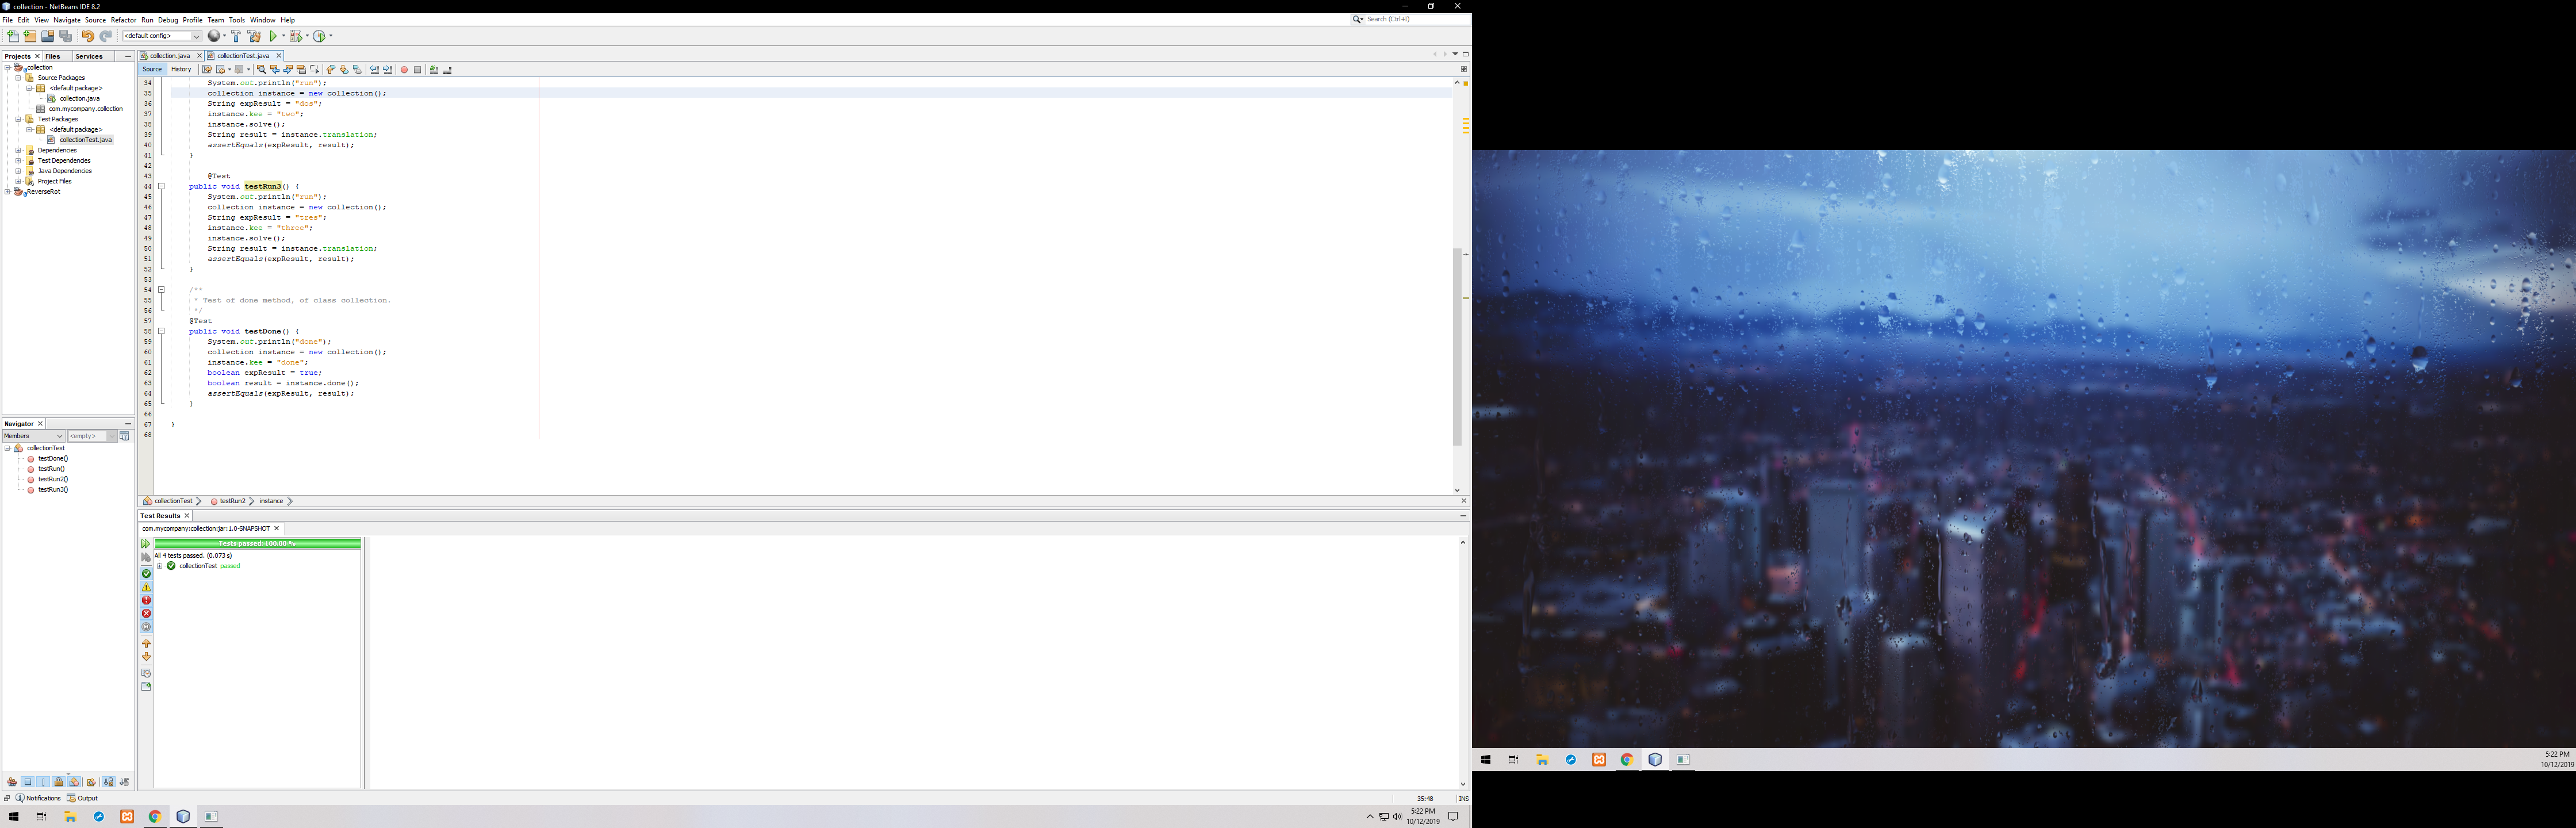 collection - NetBeans IDE 8.2
File Edit View Navigate Source Refactor Run Debug Profile Team Tools Window Help
Search (Ctrl+I)
<default config>
Projects Files Services
collection
Source Packages
<default package>
collection.java
com.mycompany.collection
Test Packages
<default package>
collectionTest.java
Dependencies
Test Dependencies
Java Dependencies
Project Files
ReverseRot
Navigator
Members <empty>
collectionTest
testDone()
testRun()
testRun2()
testRun3()
collection.java collectionTest.java
Source History
34 System.out.println("run");
35 collection instance = new collection();
36 String expResult = "dos";
37 instance.kee = "two";
38 instance.solve();
39 String result = instance.translation;
40 assertEquals(expResult, result);
41 }
42
43 @Test
44 public void testRun3() {
45 System.out.println("run");
46 collection instance = new collection();
47 String expResult = "tres";
48 instance.kee = "three";
49 instance.solve();
50 String result = instance.translation;
51 assertEquals(expResult, result);
52 }
53
54 /**
55 * Test of done method, of class collection.
56 */
57 @Test
58 public void testDone() {
59 System.out.println("done");
60 collection instance = new collection();
61 instance.kee = "done";
62 boolean expResult = true;
63 boolean result = instance.done();
64 assertEquals(expResult, result);
65 }
66
67 }
68
collectionTest testRun2 instance
Test Results
com.mycompany:collection:jar:1.0-SNAPSHOT
Tests passed: 100.00 %
All 4 tests passed. (0.073 s)
collectionTest passed
Notifications Output
35:48 INS
5:22 PM
10/12/2019
5:22 PM
10/12/2019